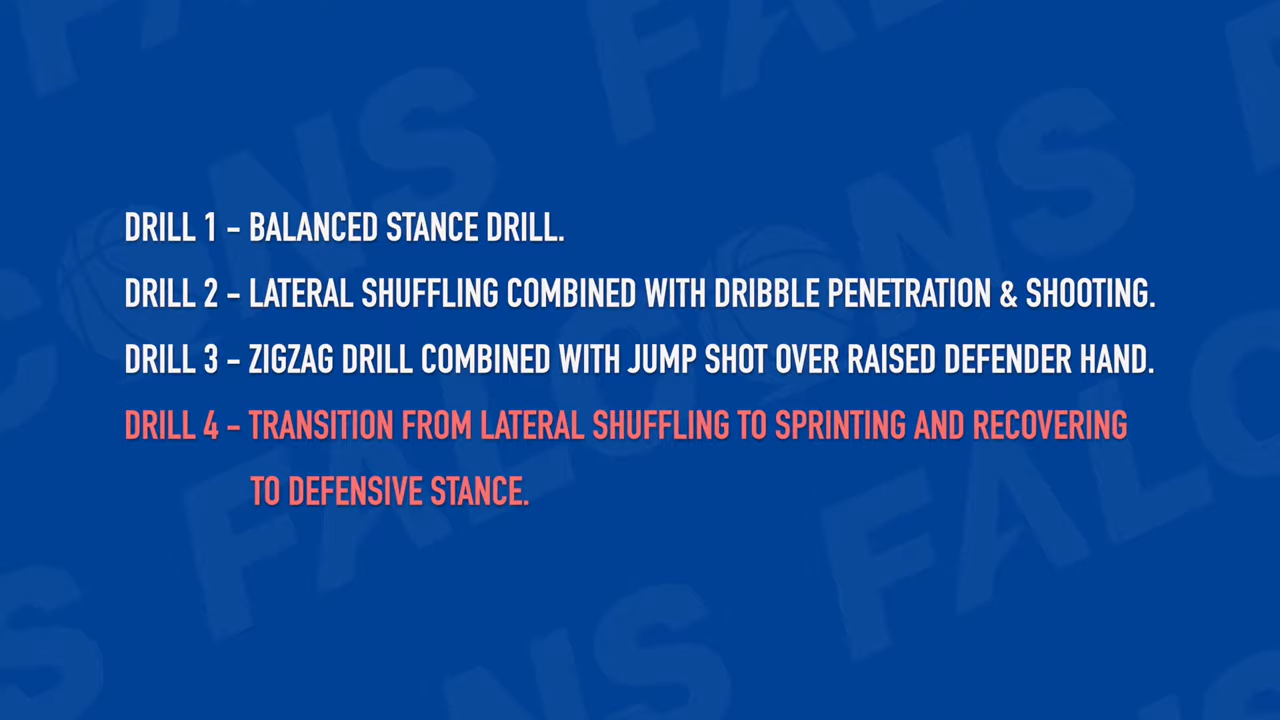 DRILL 1 - BALANCED STANCE DRILL.
DRILL 2 - LATERAL SHUFFLING COMBINED WITH DRIBBLE PENETRATION & SHOOTING.
DRILL 3 - ZIGZAG DRILL COMBINED WITH JUMP SHOT OVER RAISED DEFENDER HAND.
DRILL 4 - TRANSITION FROM LATERAL SHUFFLING TO SPRINTING AND RECOVERING
TO DEFENSIVE STANCE.
FALCONS